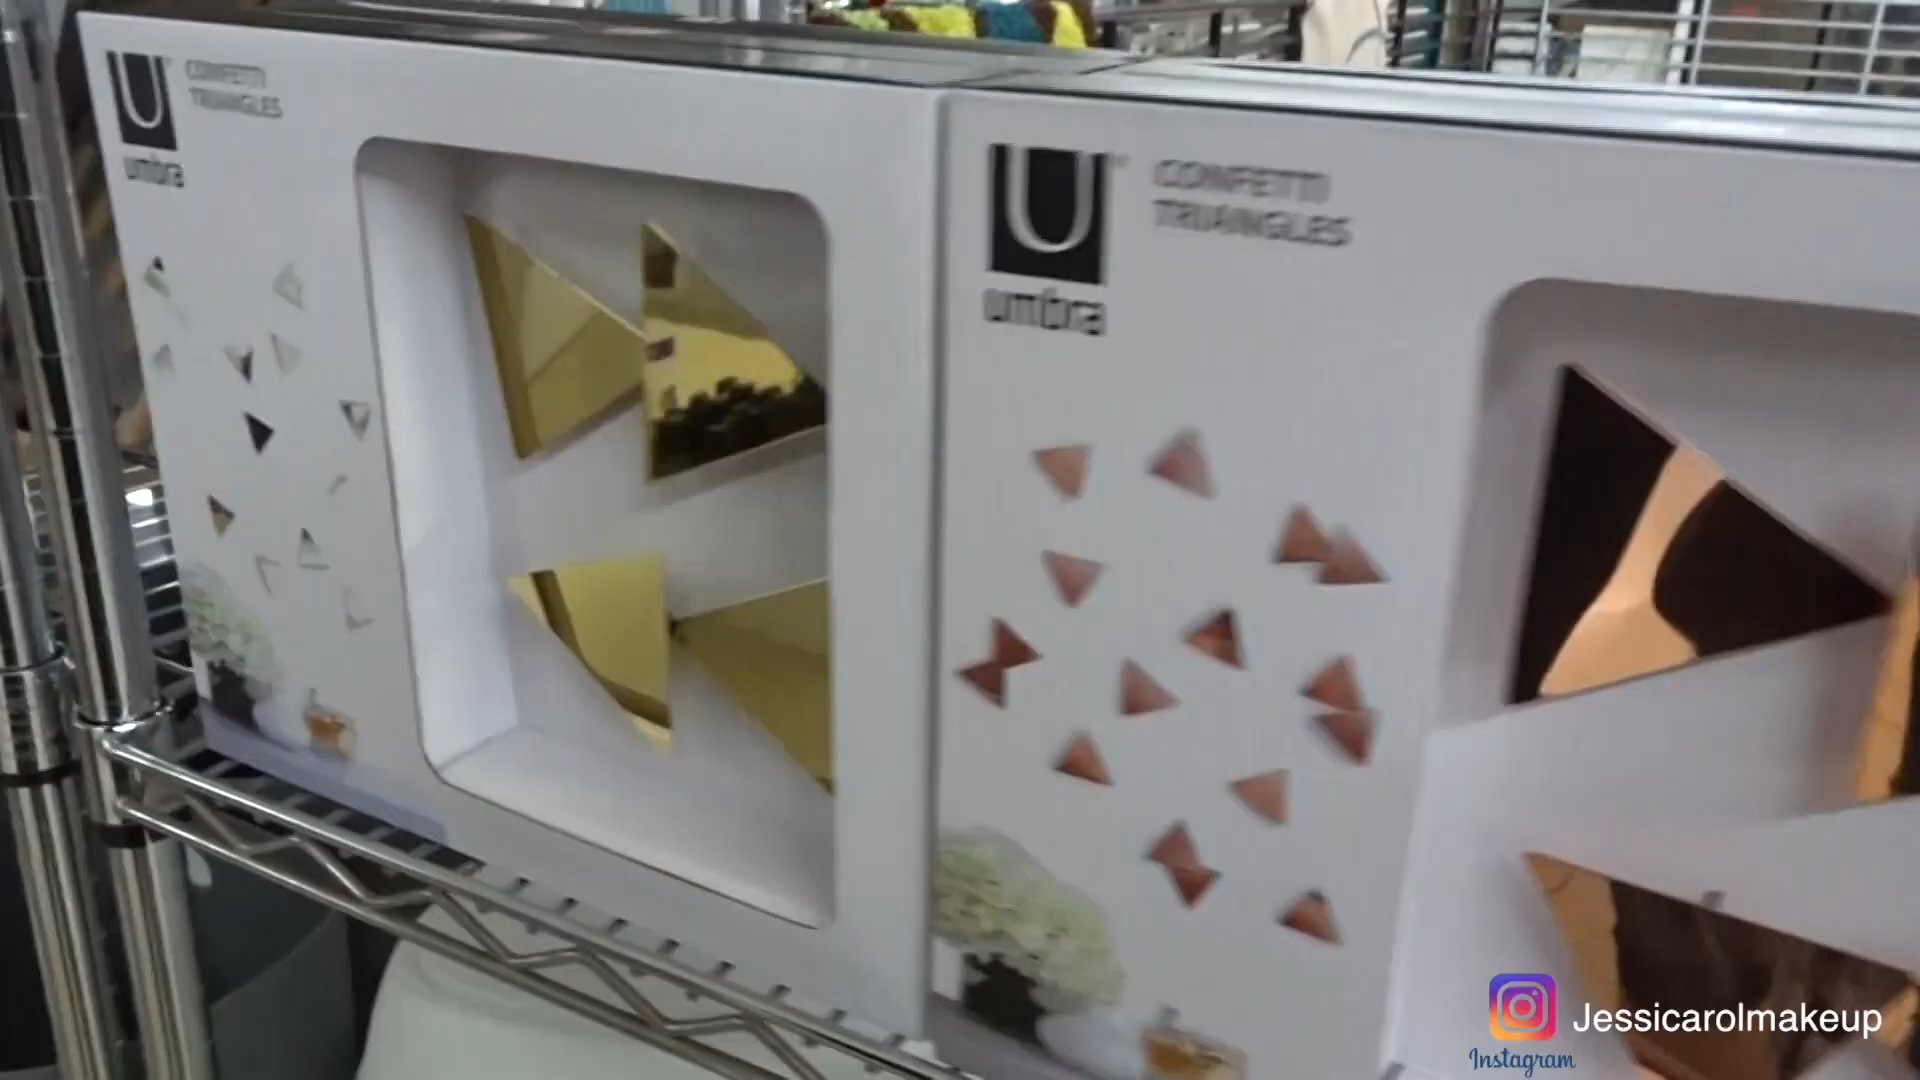 U
umbra
CONFETTI
TRIANGLES
U
umbra
CONFETTI
TRIANGLES
Jessicarolmakeup
Instagram